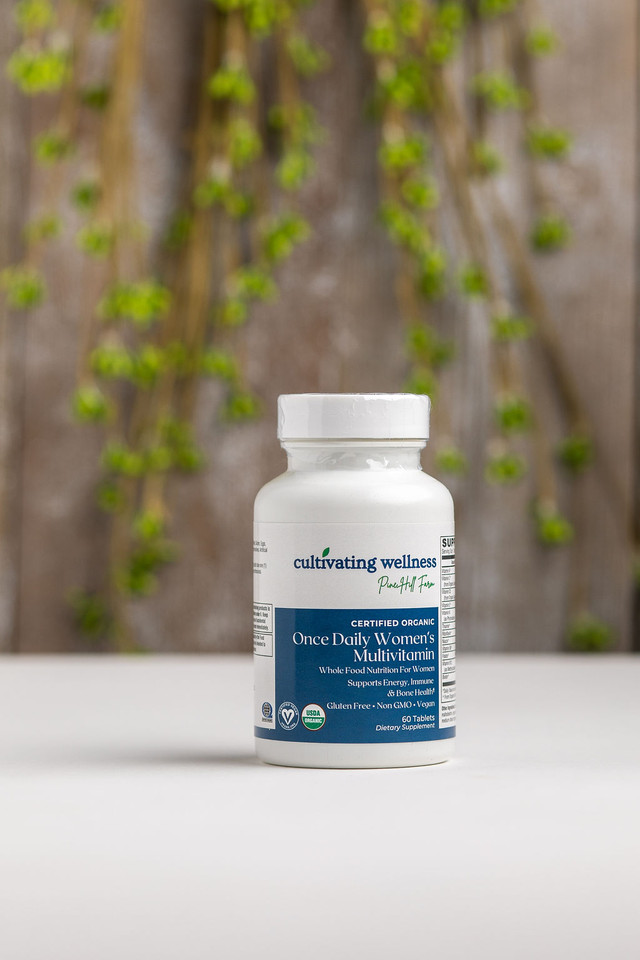 cultivating wellness
PineHill Farm
CERTIFIED ORGANIC
Once Daily Women's
Multivitamin
Whole Food Nutrition For Women
Supports Energy, Immune
& Bone Health†
Gluten Free • Non GMO • Vegan
60 Tablets
Dietary Supplement
USDA
ORGANIC
SUP